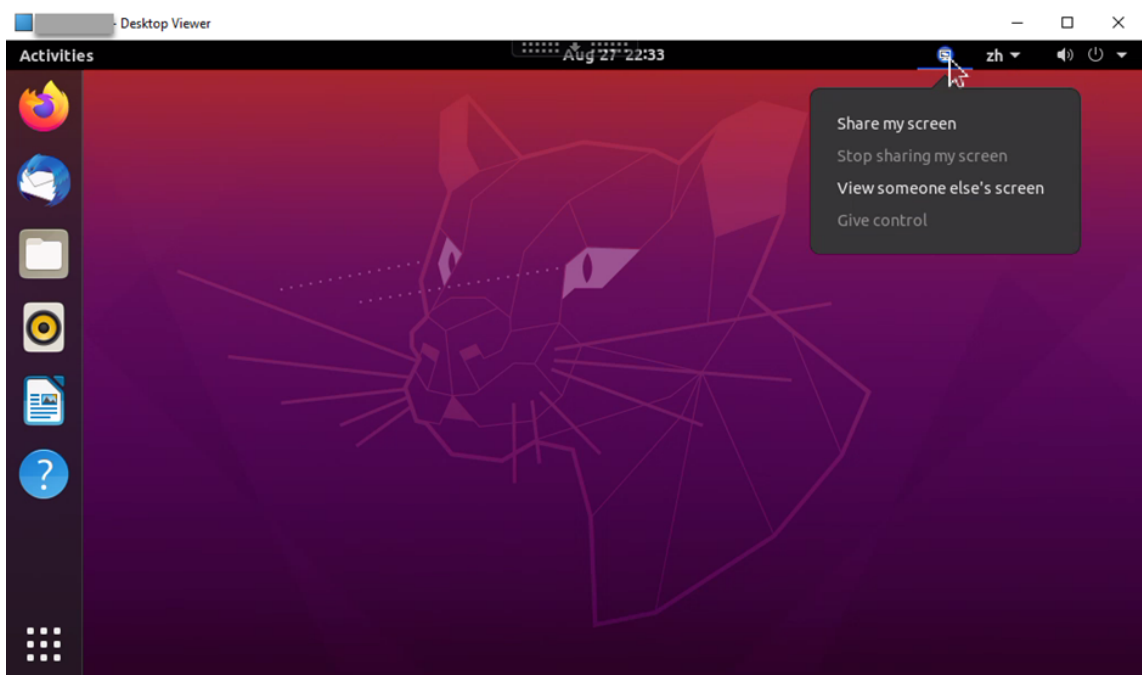 - Desktop Viewer
Activities
Aug 27 22:33
zh
Share my screen
Stop sharing my screen
View someone else's screen
Give control
?